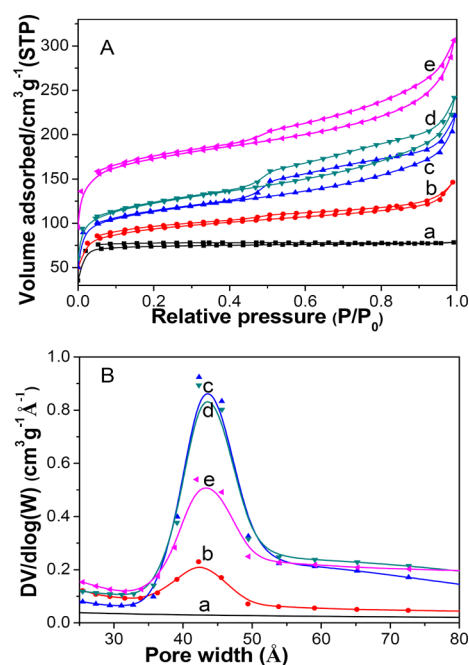 A
300
250
200
150
100
50
Volume adsorbed/cm³g⁻¹(STP)
e
d
c
b
a
0.0 0.2 0.4 0.6 0.8 1.0
Relative pressure (P/P₀)
B
1.0
0.8
0.6
0.4
0.2
0.0
DV/dlog(W) (cm³g⁻¹Å⁻¹)
c
d
e
b
a
30 40 50 60 70 80
Pore width (Å)